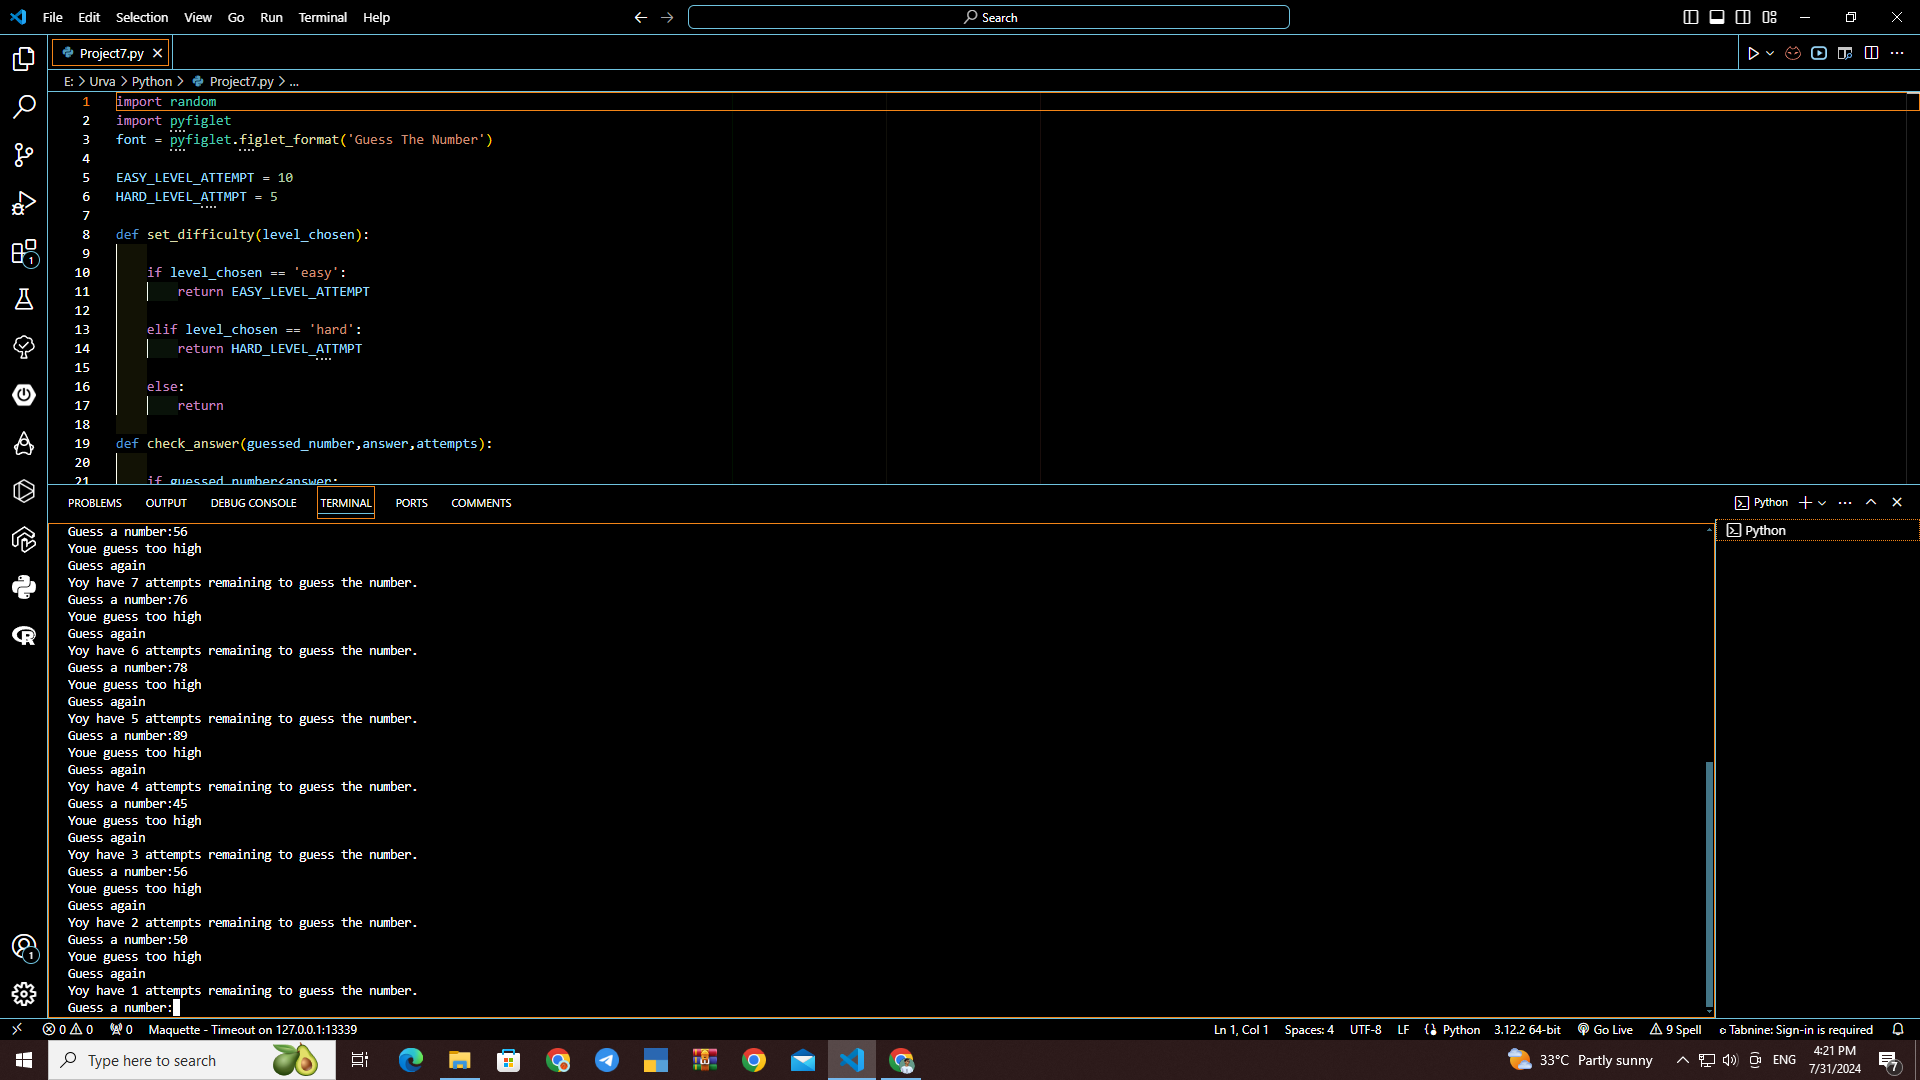 File Edit Selection View Go Run Terminal Help
Search
Project7.py
E: > Urva > Python > Project7.py > ...
1 import random
2 import pyfiglet
3 font = pyfiglet.figlet_format('Guess The Number')
4
5 EASY_LEVEL_ATTEMPT = 10
6 HARD_LEVEL_ATTMPT = 5
7
8 def set_difficulty(level_chosen):
9
10 if level_chosen == 'easy':
11 return EASY_LEVEL_ATTEMPT
12
13 elif level_chosen == 'hard':
14 return HARD_LEVEL_ATTMPT
15
16 else:
17 return
18
19 def check_answer(guessed_number,answer,attempts):
20
21 if guessed_number<answer:
PROBLEMS OUTPUT DEBUG CONSOLE TERMINAL PORTS COMMENTS
Python
Python
Guess a number:56
Youe guess too high
Guess again
Yoy have 7 attempts remaining to guess the number.
Guess a number:76
Youe guess too high
Guess again
Yoy have 6 attempts remaining to guess the number.
Guess a number:78
Youe guess too high
Guess again
Yoy have 5 attempts remaining to guess the number.
Guess a number:89
Youe guess too high
Guess again
Yoy have 4 attempts remaining to guess the number.
Guess a number:45
Youe guess too high
Guess again
Yoy have 3 attempts remaining to guess the number.
Guess a number:56
Youe guess too high
Guess again
Yoy have 2 attempts remaining to guess the number.
Guess a number:50
Youe guess too high
Guess again
Yoy have 1 attempts remaining to guess the number.
Guess a number:
0 0 0 Maquette - Timeout on 127.0.0.1:13339 Ln 1, Col 1 Spaces: 4 UTF-8 LF Python 3.12.2 64-bit Go Live 9 Spell Tabnine: Sign-in is required
Type here to search
33°C Partly sunny
ENG
4:21 PM
7/31/2024
7